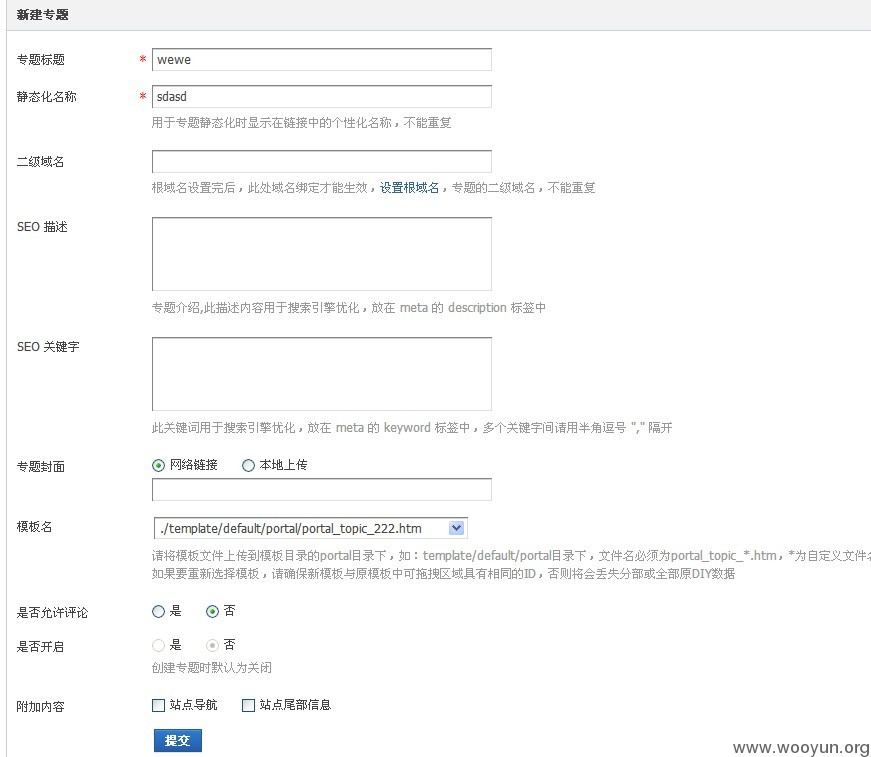 新建专题
专题标题 * wewe
静态化名称 * sdasd
用于专题静态化时显示在链接中的个性化名称，不能重复
二级域名
根域名设置完后，此处域名绑定才能生效，设置根域名，专题的二级域名，不能重复
SEO 描述
专题介绍,此描述内容用于搜索引擎优化，放在 meta 的 description 标签中
SEO 关键字
此关键词用于搜索引擎优化，放在 meta 的 keyword 标签中，多个关键字间请用半角逗号 "," 隔开
专题封面 网络链接 本地上传
模板名 ./template/default/portal/portal_topic_222.htm
请将模板文件上传到模板目录的portal目录下，如：template/default/portal目录下，文件名必须为portal_topic_*.htm，*为自定义文件名
如果要重新选择模板，请确保新模板与原模板中可拖拽区域具有相同的ID，否则将会丢失分部或全部原DIY数据
是否允许评论 是 否
是否开启 是 否
创建专题时默认为关闭
附加内容 站点导航 站点尾部信息
提交
www.wooyun.org